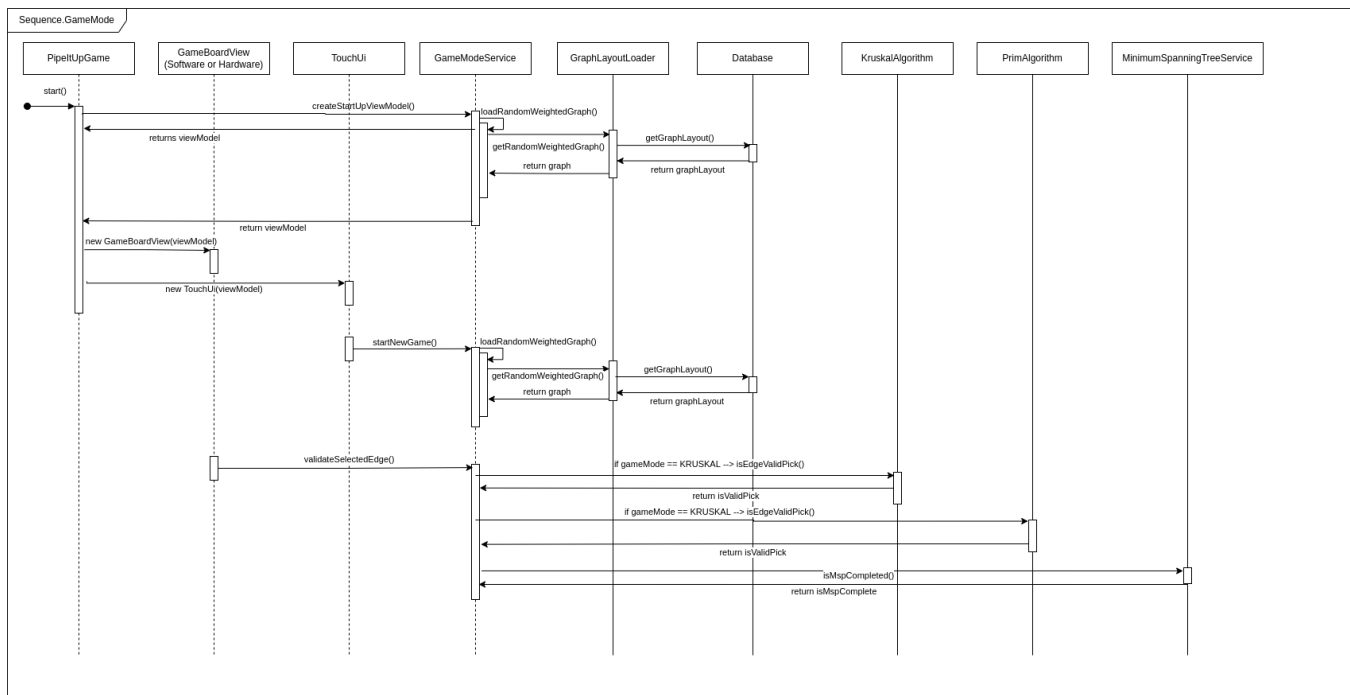 Sequence.GameMode
PipeItUpGame
GameBoardView
(Software or Hardware)
TouchUi
GameModeService
GraphLayoutLoader
Database
KruskalAlgorithm
PrimAlgorithm
MinimumSpanningTreeService
start()
createStartUpViewModel()
loadRandomWeightedGraph()
returns viewModel
getRandomWeightedGraph()
getGraphLayout()
return graph
return graphLayout
return viewModel
new GameBoardView(viewModel)
new TouchUi(viewModel)
startNewGame()
loadRandomWeightedGraph()
getRandomWeightedGraph()
getGraphLayout()
return graph
return graphLayout
validateSelectedEdge()
if gameMode == KRUSKAL --> isEdgeValidPick()
return isValidPick
if gameMode == KRUSKAL --> isEdgeValidPick()
return isValidPick
isMspCompleted()
return isMspComplete